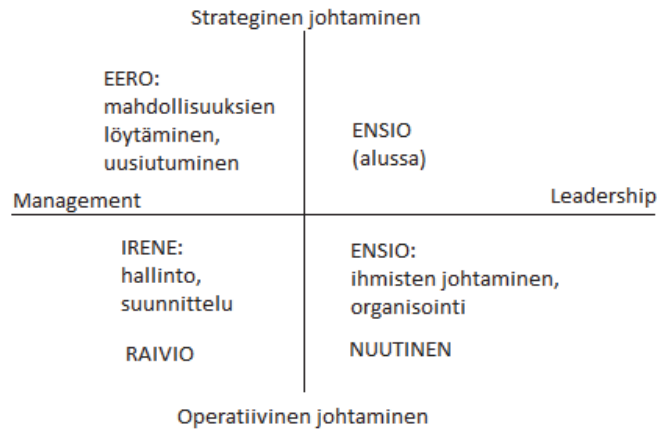 Strateginen johtaminen
EERO:
mahdollisuuksien
löytäminen,
uusiutuminen
ENSIO
(alussa)
Management
Leadership
IRENE:
hallinto,
suunnittelu
RAIVIO
ENSIO:
ihmisten johtaminen,
organisointi
NUUTINEN
Operatiivinen johtaminen